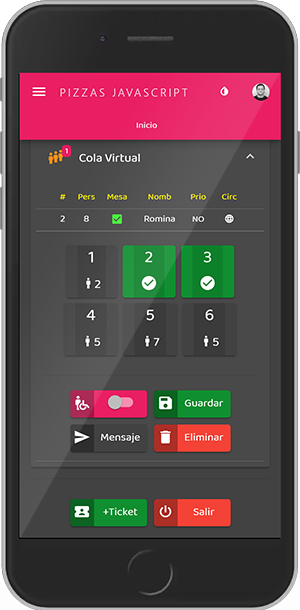 PIZZAS JAVASCRIPT
Inicio
1
Cola Virtual
# Pers Mesa Nomb Prio Circ
2 8 Romina NO
1 2 3
2
4 5 6
5 7 5
Guardar
Mensaje Eliminar
+Ticket Salir